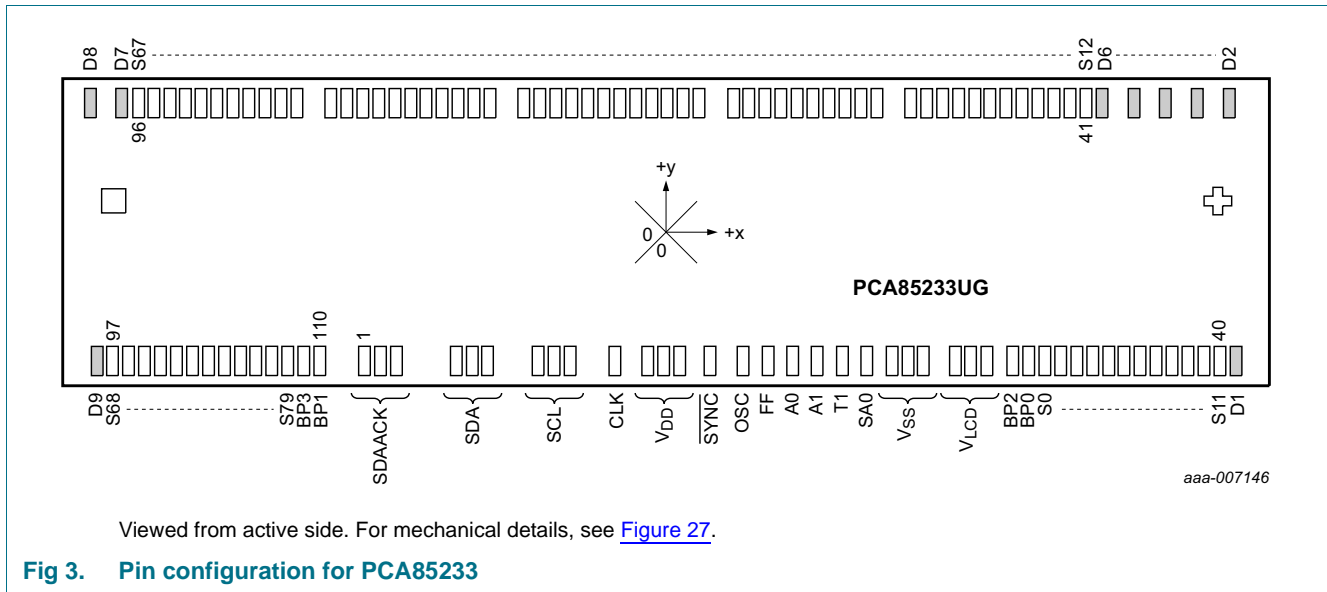 D8 D7 S67 S12 D6 D2
96 41
+y
0 +x
0
PCA85233UG
97 110 1 40
D9 S68 S79 BP3 BP1 SDAACK SDA SCL CLK VDD SYNC OSC FF A0 A1 T1 SA0 VSS VLCD BP2 BP0 S0 S11 D1
aaa-007146
Viewed from active side. For mechanical details, see Figure 27.
Fig 3. Pin configuration for PCA85233